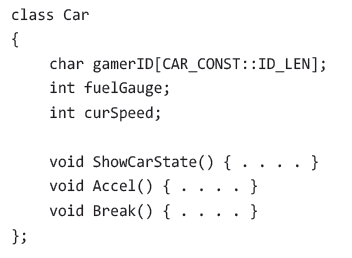 class Car
{
    char gamerID[CAR_CONST::ID_LEN];
    int fuelGauge;
    int curSpeed;

    void ShowCarState() { . . . . }
    void Accel() { . . . . }
    void Break() { . . . . }
};